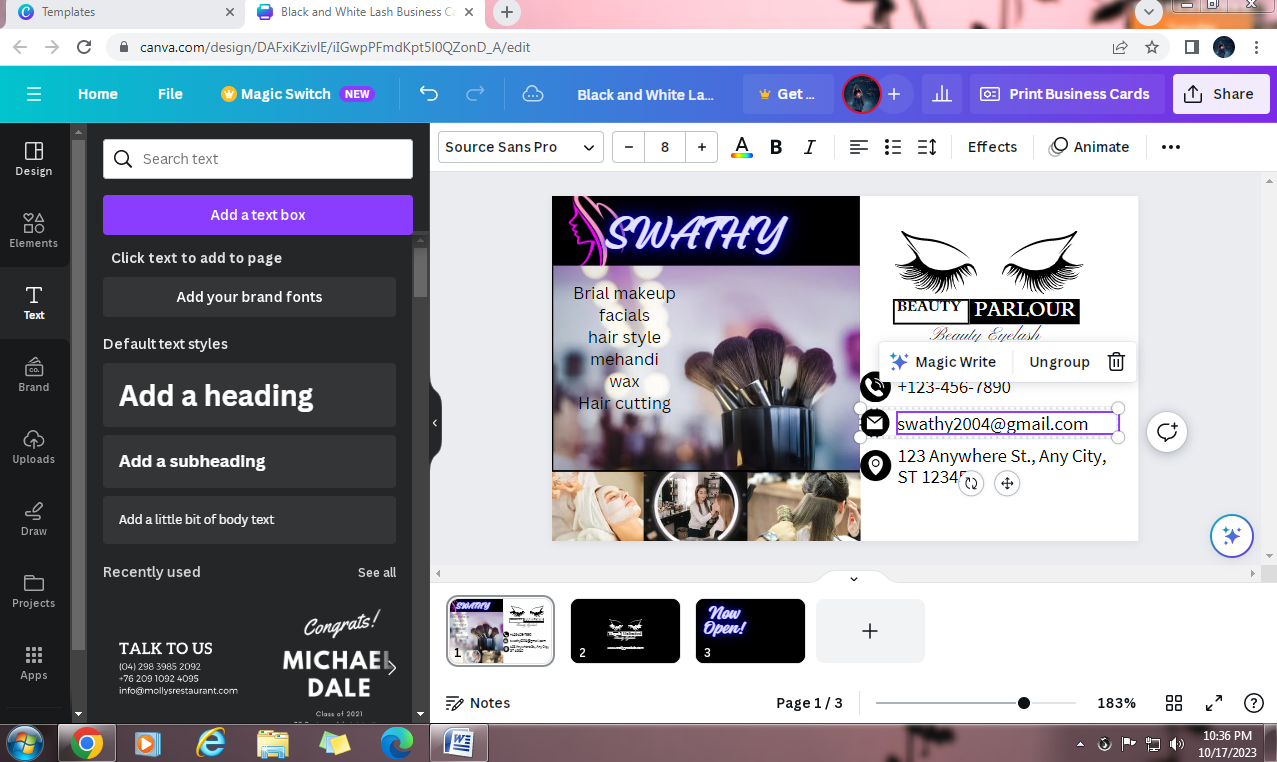 Templates
Black and White Lash Business Ca
canva.com/design/DAFxiKzivlE/iIGwpPFmdKpt5l0QZonD_A/edit
Home
File
Magic Switch NEW
Black and White La...
Get ...
Print Business Cards
Share
Design
Elements
Text
Brand
Uploads
Draw
Projects
Apps
Search text
Add a text box
Click text to add to page
Add your brand fonts
Default text styles
Add a heading
Add a subheading
Add a little bit of body text
Recently used
See all
TALK TO US
(04) 298 3985 2092
+76 209 1092 4095
info@mollysrestaurant.com
Congrats!
MICHAEL
DALE
Class of 2021
Source Sans Pro
– 8 +
A B I
Effects
Animate
SWATHY
Brial makeup
facials
hair style
mehandi
wax
Hair cutting
BEAUTY PARLOUR
Beauty Eyelash
Magic Write
Ungroup
+123-456-7890
swathy2004@gmail.com
123 Anywhere St., Any City,
ST 12345
SWATHY
1
2
Now
Open!
3
Notes
Page 1 / 3
183%
10:36 PM
10/17/2023